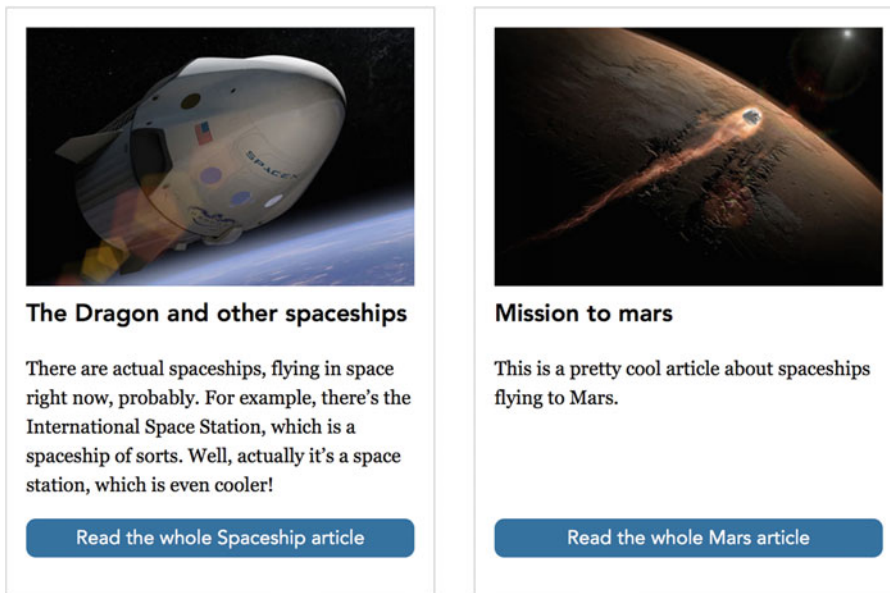 SPACEX
The Dragon and other spaceships
There are actual spaceships, flying in space
right now, probably. For example, there’s the
International Space Station, which is a
spaceship of sorts. Well, actually it’s a space
station, which is even cooler!
Read the whole Spaceship article
Mission to mars
This is a pretty cool article about spaceships
flying to Mars.
Read the whole Mars article